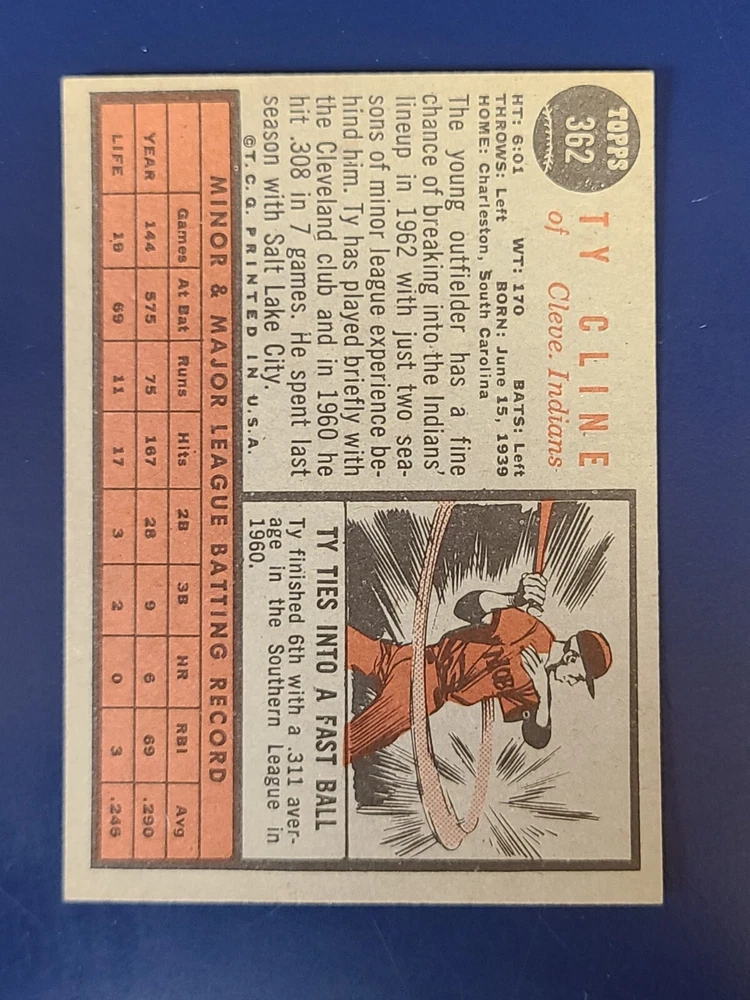 TOPPS
362
TY CLINE
of Cleve. Indians
HT: 6:01 WT: 170 BATS: Left
THROWS: Left BORN: June 15, 1939
HOME: Charleston, South Carolina
The young outfielder has a fine
chance of breaking into the Indians'
lineup in 1962 with just two sea-
sons of minor league experience be-
hind him. Ty has played briefly with
the Cleveland club and in 1960 he
hit .308 in 7 games. He spent last
season with Salt Lake City.
©T. C. G. PRINTED IN U.S.A.
TY TIES INTO A FAST BALL
Ty finished 6th with a .311 aver-
age in the Southern League in
1960.
MINOR & MAJOR LEAGUE BATTING RECORD
Games At Bat Runs Hits 2B 3B HR RBI Avg
YEAR 144 575 75 167 28 9 6 69 .290
LIFE 19 69 11 17 3 2 0 3 .246